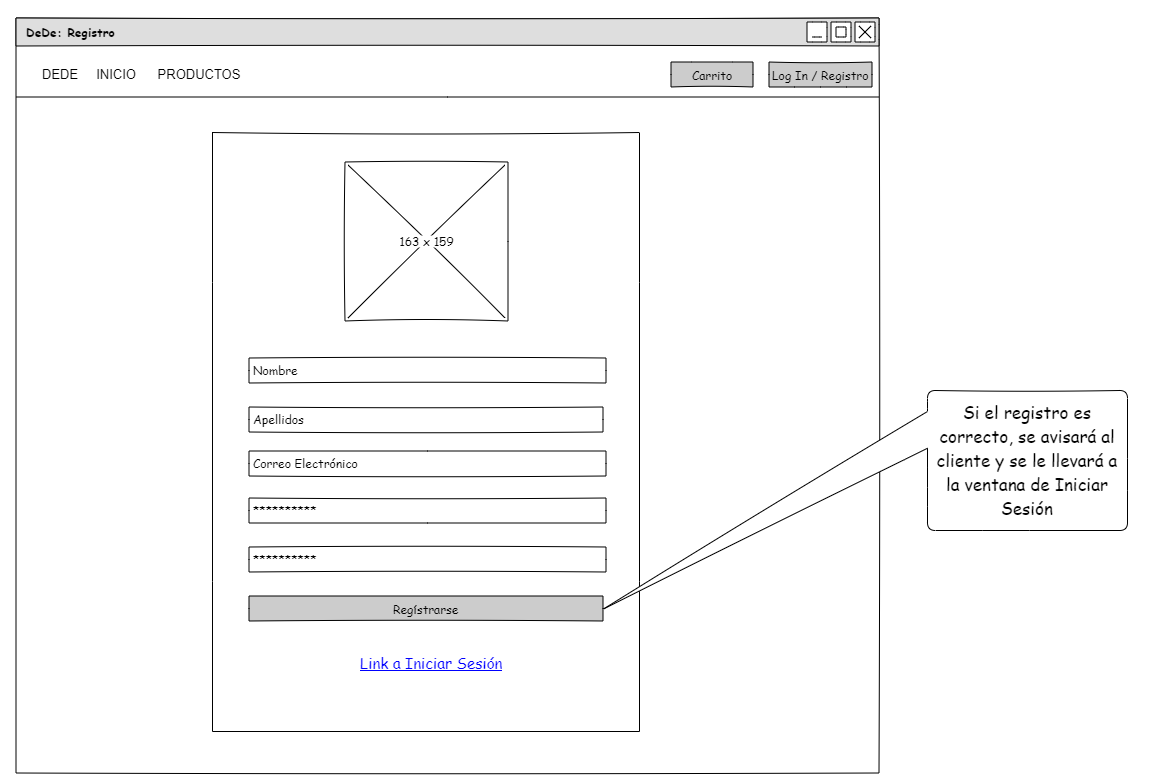 DeDe: Registro
DEDE INICIO PRODUCTOS Carrito Log In / Registro
163 x 159
Nombre
Apellidos
Correo Electrónico
**********
**********
Regístrarse
Link a Iniciar Sesión
Si el registro es
correcto, se avisará al
cliente y se le llevará a
la ventana de Iniciar
Sesión